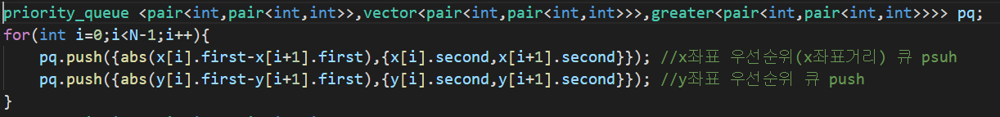 priority_queue <pair<int,pair<int,int>>,vector<pair<int,pair<int,int>>>,greater<pair<int,pair<int,int>>>> pq;
for(int i=0;i<N-1;i++){
    pq.push({abs(x[i].first-x[i+1].first),{x[i].second,x[i+1].second}}); //x좌표 우선순위(x좌표거리) 큐 psuh
    pq.push({abs(y[i].first-y[i+1].first),{y[i].second,y[i+1].second}}); //y좌표 우선순위 큐 push
}